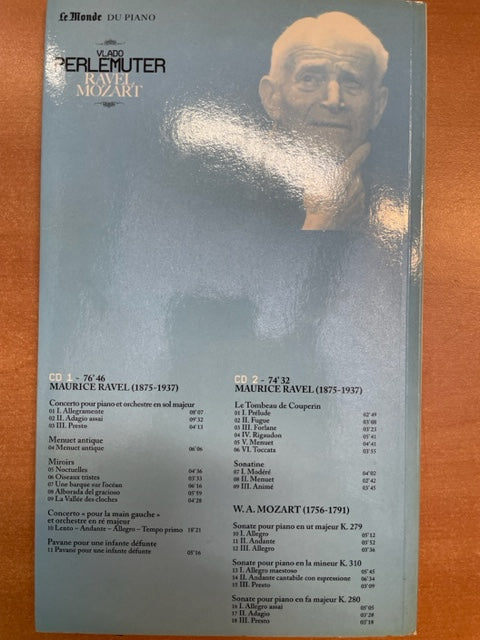 Le Monde DU PIANO
VLADO
PERLEMUTER
RAVEL
MOZART
CD 1 - 76'46
MAURICE RAVEL (1875-1937)
Concerto pour piano et orchestre en sol majeur
01 I. Allegramente 08'07
02 II. Adagio assai 09'32
03 III. Presto 04'13
Menuet antique
04 Menuet antique 06'06
Miroirs
05 Noctuelles 04'36
06 Oiseaux tristes 03'33
07 Une barque sur l'océan 06'16
08 Alborada del gracioso 05'59
09 La Vallée des cloches 04'28
Concerto « pour la main gauche »
et orchestre en ré majeur
10 Lento – Andante – Allegro – Tempo primo 18'21
Pavane pour une infante défunte
11 Pavane pour une infante défunte 05'16
CD 2 - 74'32
MAURICE RAVEL (1875-1937)
Le Tombeau de Couperin
01 I. Prélude 02'49
02 II. Fugue 03'08
03 III. Forlane 05'23
04 IV. Rigaudon 05'41
05 V. Menuet 04'41
06 VI. Toccata 03'55
Sonatine
07 I. Modéré 04'02
08 II. Menuet 02'42
09 III. Animé 03'45
W. A. MOZART (1756-1791)
Sonate pour piano en ut majeur K. 279
10 I. Allegro 05'12
11 II. Andante 03'52
12 III. Allegro 03'36
Sonate pour piano en la mineur K. 310
13 I. Allegro maestoso 05'45
14 II. Andante cantabile con espressione 06'34
15 III. Presto 03'09
Sonate pour piano en fa majeur K. 280
16 I. Allegro assai 05'05
17 II. Adagio 03'28
18 III. Presto 03'18